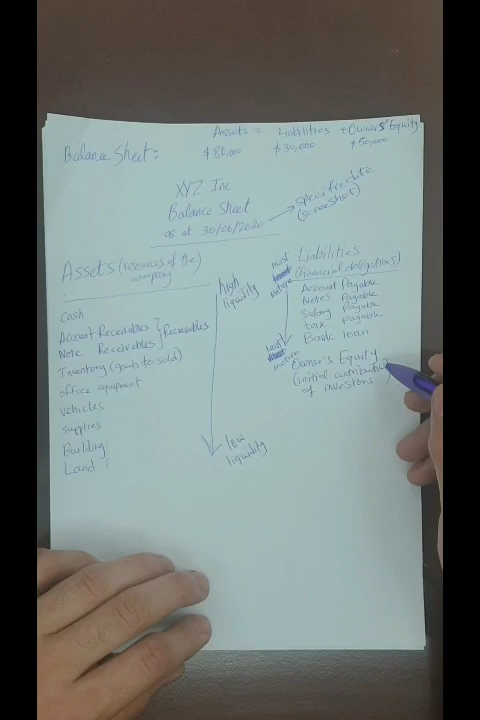 Assets = Liabilities + Owner's Equity
$80,000 $30,000 $50,000
Balance Sheet:
XYZ Inc.
Balance Sheet
as at 30/06/2020
specific date
(screeshot)
Assets (resources of the
company)
Cash
Account Receivables
Note Receivables
} Receivables
Inventory (goods to sold)
office equipment
vehicles
supplies
Building
Land
high
liquidity
low
liquidity
Liabilities
(financial obligations)
Account Payable
Notes Payable
Salary Payable
tax Payable
Bank loan
most
mature
mature
Owner's Equity
(initial contribution
of investors)